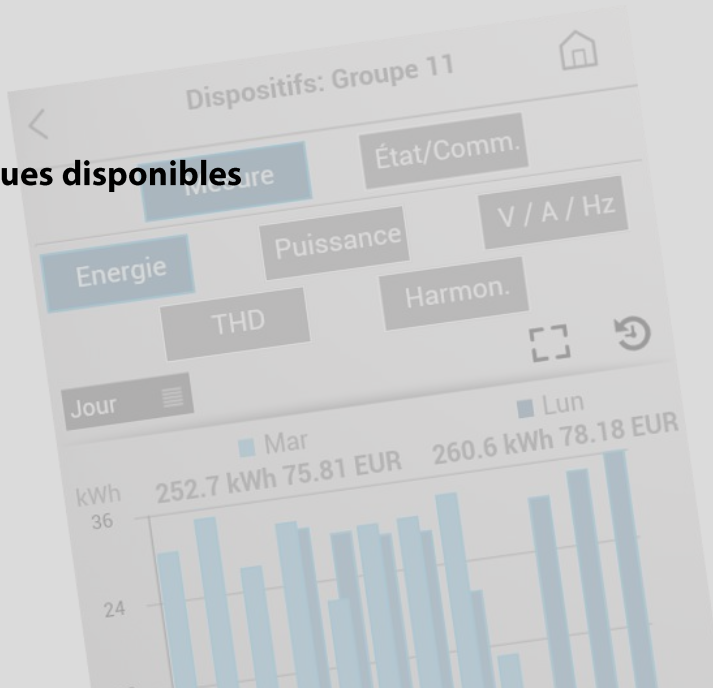 Dispositifs: Groupe 11
ues disponibles
Mesure
État/Comm.
Energie
Puissance
V / A / Hz
THD
Harmon.
Jour
Mar
Lun
252.7 kWh 75.81 EUR
260.6 kWh 78.18 EUR
kWh
36
24